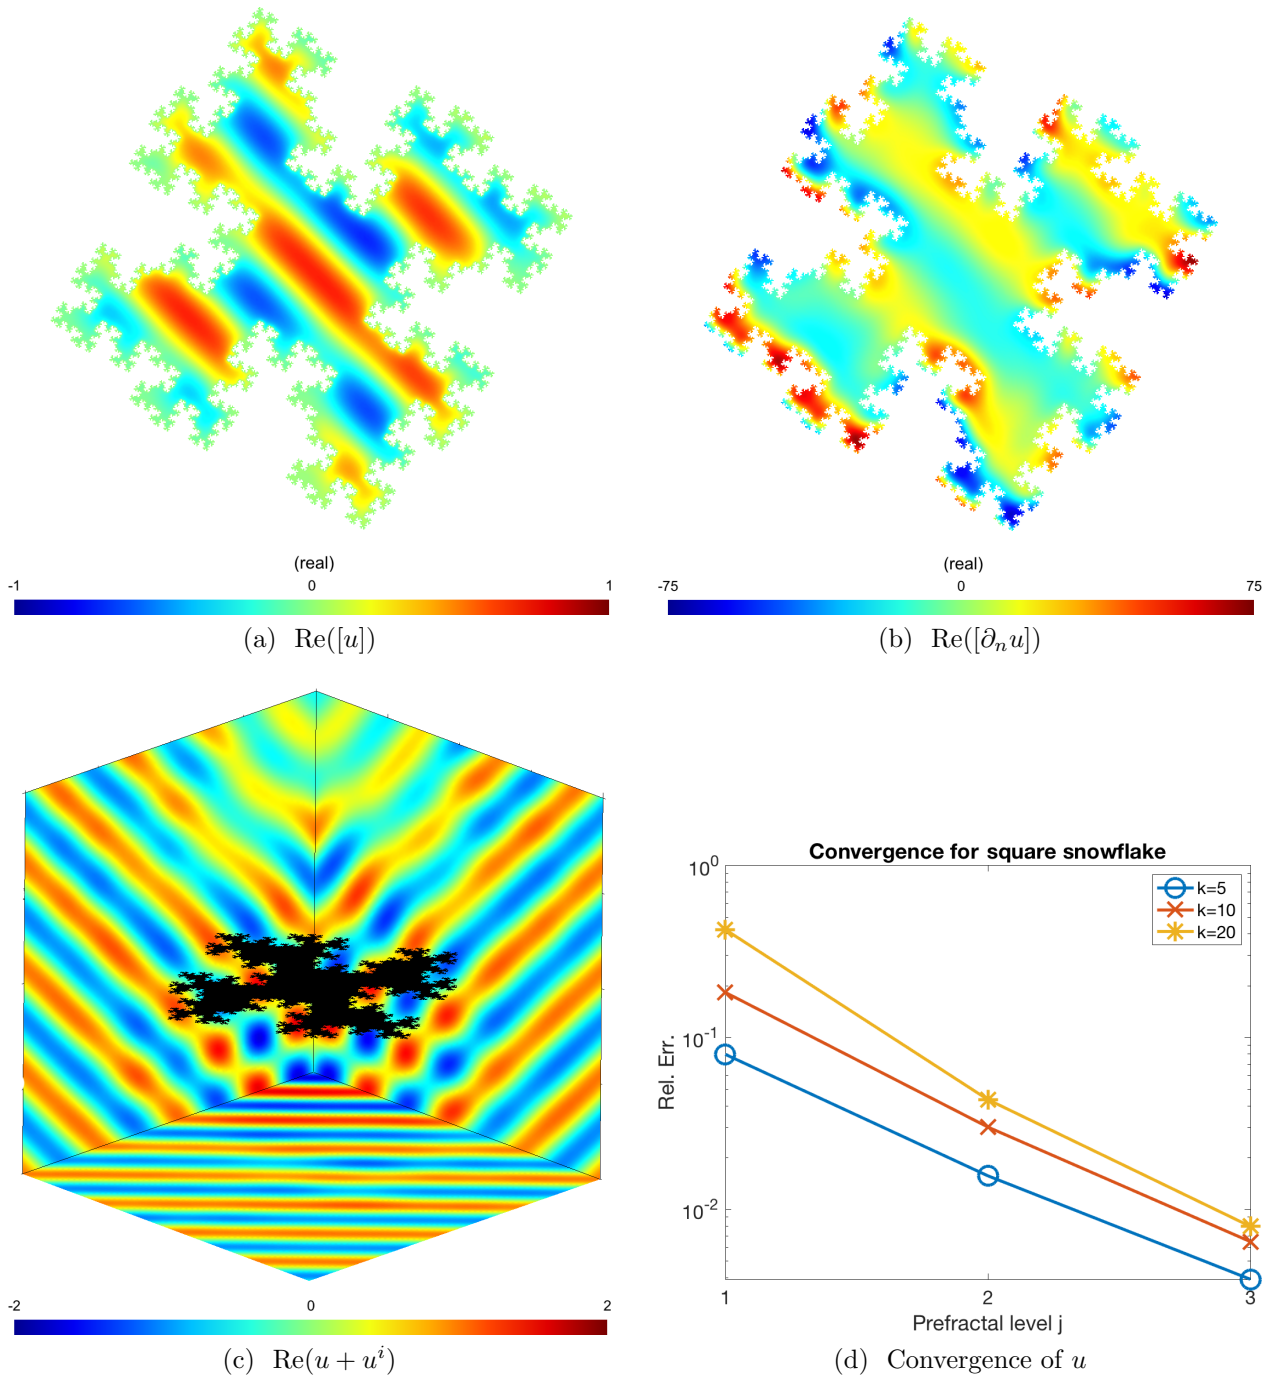 (real)
-1 0 1
(a) Re([u])
(real)
-75 0 75
(b) Re([∂ₙu])
-2 0 2
(c) Re(u + uⁱ)
Convergence for square snowflake
10⁰
10⁻¹
10⁻²
Rel. Err.
k=5
k=10
k=20
1 2 3
Prefractal level j
(d) Convergence of u